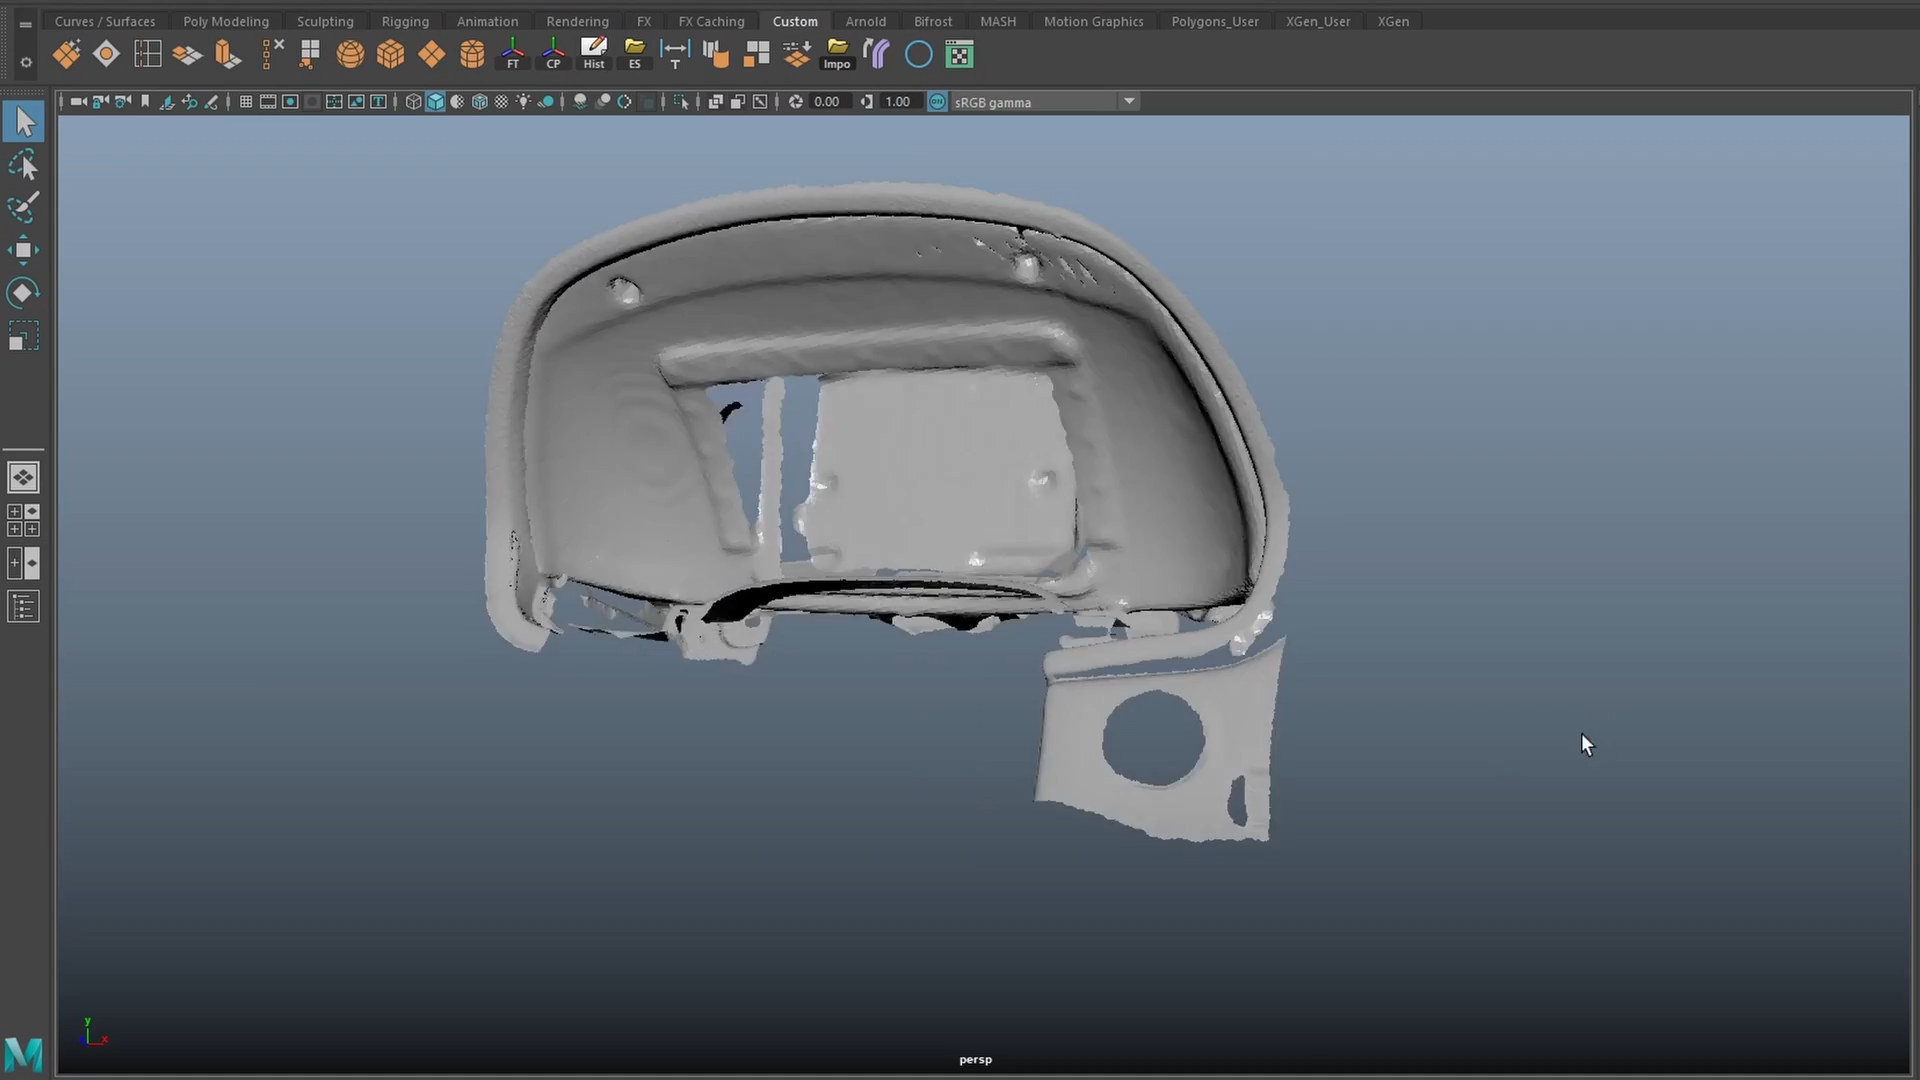 Curves / Surfaces Poly Modeling Sculpting Rigging Animation Rendering FX FX Caching Custom Arnold Bifrost MASH Motion Graphics Polygons_User XGen_User XGen
FT CP Hist ES T Impo
0.00 1.00 ON sRGB gamma
y
x
persp
M